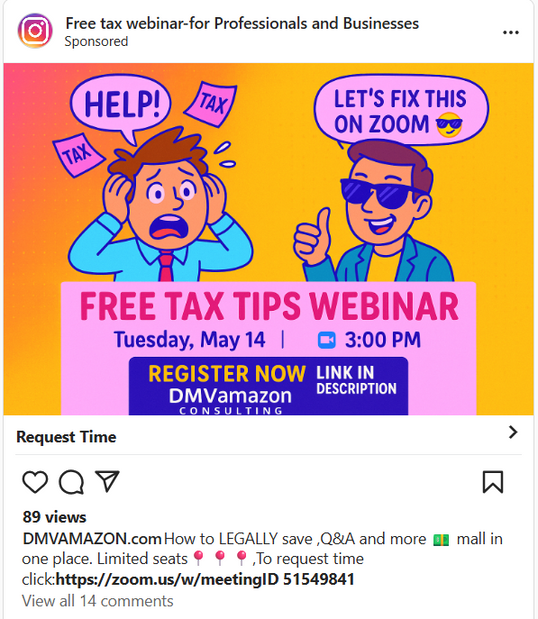 Free tax webinar-for Professionals and Businesses
Sponsored
HELP!
TAX
TAX
LET'S FIX THIS
ON ZOOM 😎
FREE TAX TIPS WEBINAR
Tuesday, May 14 | 3:00 PM
REGISTER NOW LINK IN
DESCRIPTION
DMVamazon
CONSULTING
Request Time
89 views
DMVAMAZON.com How to LEGALLY save ,Q&A and more 💵 mall in
one place. Limited seats📍 📍 📍,To request time
click:https://zoom.us/w/meetingID 51549841
View all 14 comments